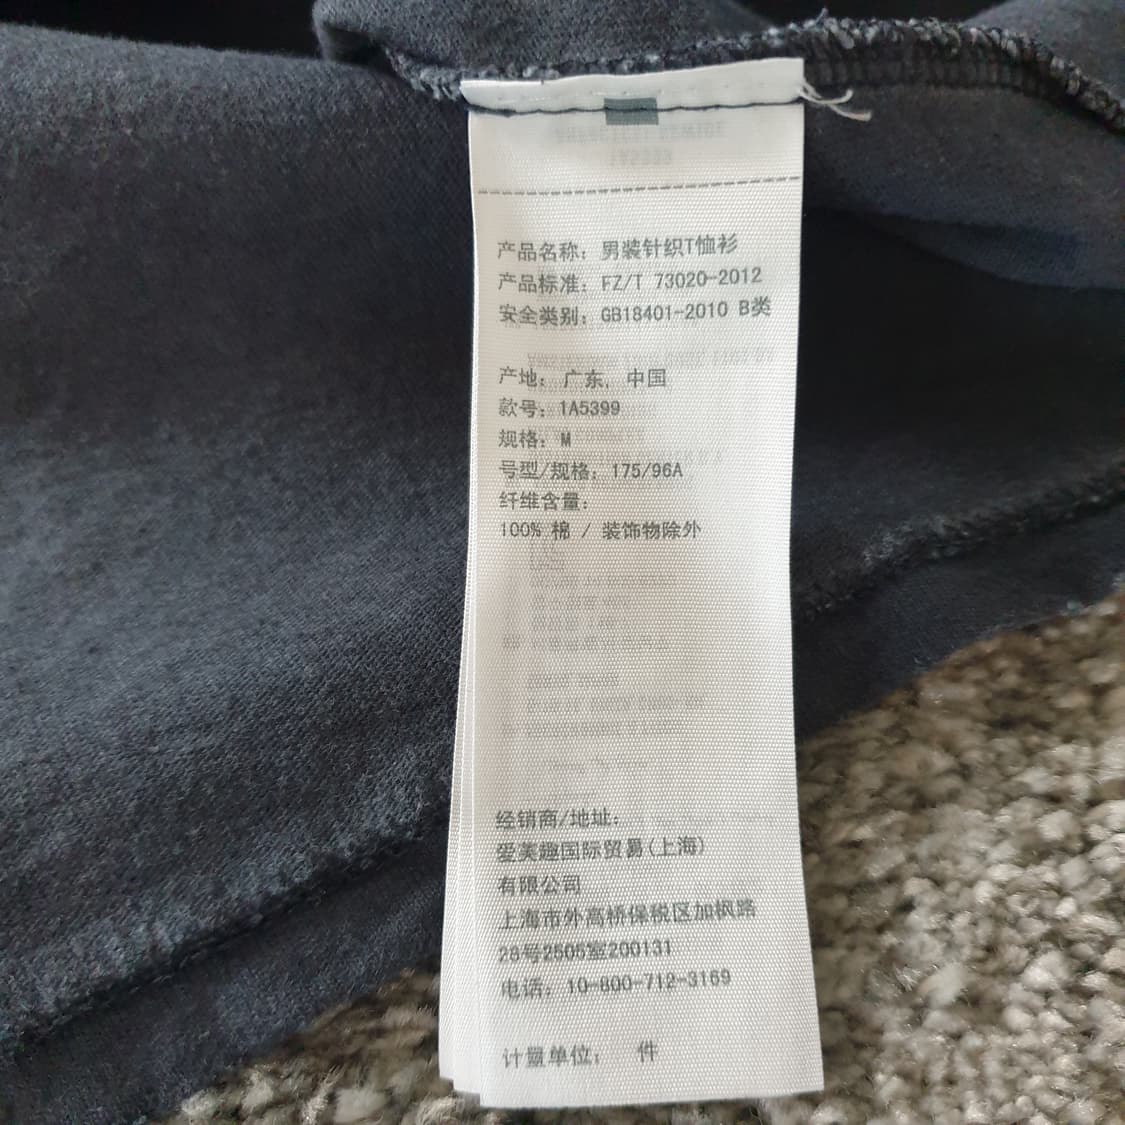 产品名称: 男装针织T恤衫
产品标准: FZ/T 73020-2012
安全类别: GB18401-2010 B类
产地: 广东, 中国
款号: 1A5399
规格: M
号型/规格: 175/96A
纤维含量:
100% 棉 / 装饰物除外
经销商/地址:
爱美趣国际贸易(上海)
有限公司
上海市外高桥保税区加枫路
28号2505室200131
电话: 10-800-712-3169
计量单位: 件